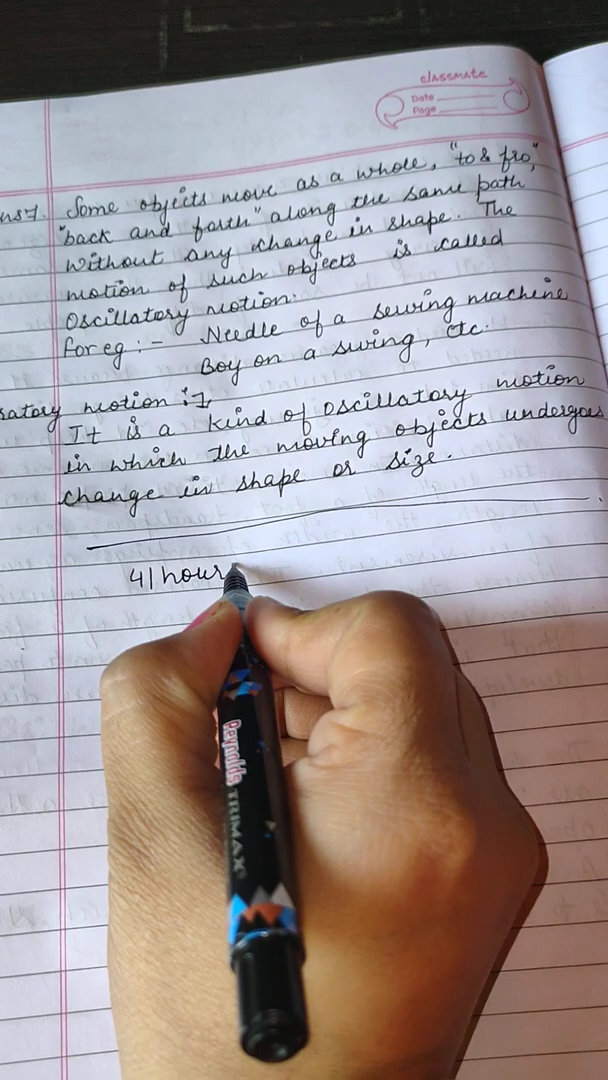 classmate
Date
Page
Some objects move as a whole, "to & fro,"
"back and forth" along the same path
without any change in shape. The
motion of such objects is called
Oscillatory motion.
For eg :- Needle of a sewing machine
Boy on a swing, etc.
ratory motion :-
It is a kind of oscillatory motion
in which the moving objects undergoes
change in shape or size.
41 hour
Reynolds TRIMAX